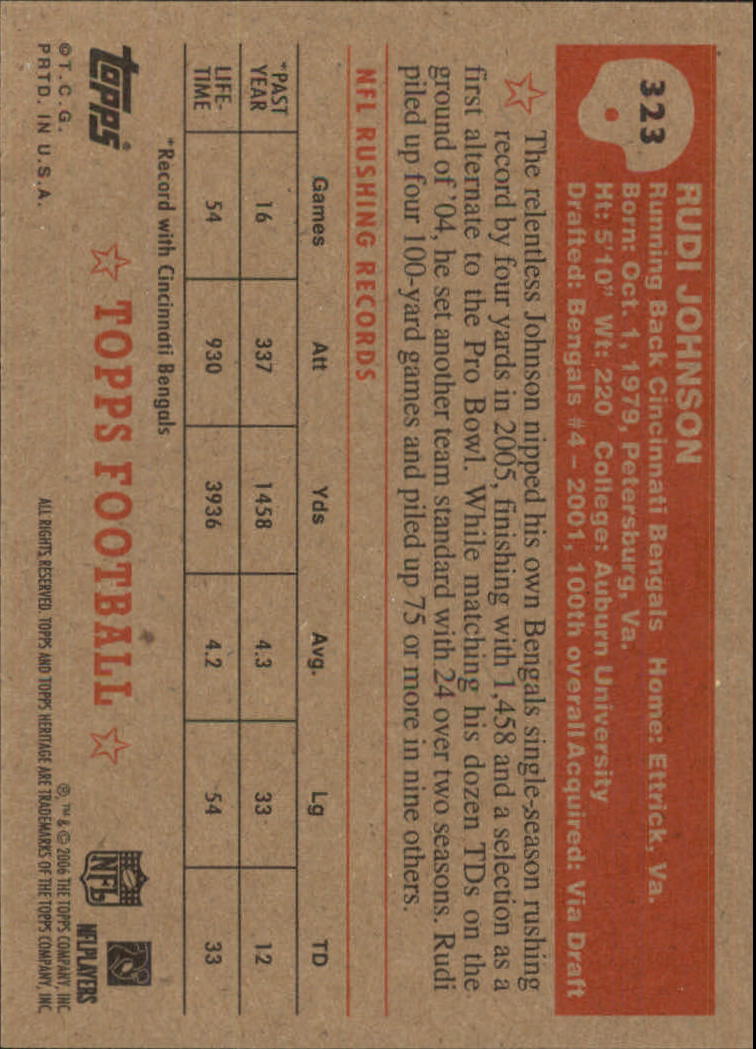 323
RUDI JOHNSON
Running Back Cincinnati Bengals Home: Ettrick, Va.
Born: Oct. 1, 1979, Petersburg, Va.
Ht: 5'10" Wt: 220 College: Auburn University
Drafted: Bengals #4 – 2001, 100th overall Acquired: Via Draft
The relentless Johnson nipped his own Bengals single-season rushing
record by four yards in 2005, finishing with 1,458 and a selection as a
first alternate to the Pro Bowl. While matching his dozen TDs on the
ground of '04, he set another team standard with 24 over two seasons. Rudi
piled up four 100-yard games and piled up 75 or more in nine others.
NFL RUSHING RECORDS
Games Att Yds Avg. Lg TD
*PAST YEAR 16 337 1458 4.3 33 12
LIFE-TIME 54 930 3936 4.2 54 33
*Record with Cincinnati Bengals
topps®
©T.C.G.
PRTD. IN U.S.A.
TOPPS FOOTBALL
NFL
NFLPLAYERS
®, ™ & © 2006 THE TOPPS COMPANY, INC.
ALL RIGHTS RESERVED. TOPPS AND TOPPS HERITAGE ARE TRADEMARKS OF THE TOPPS COMPANY, INC.